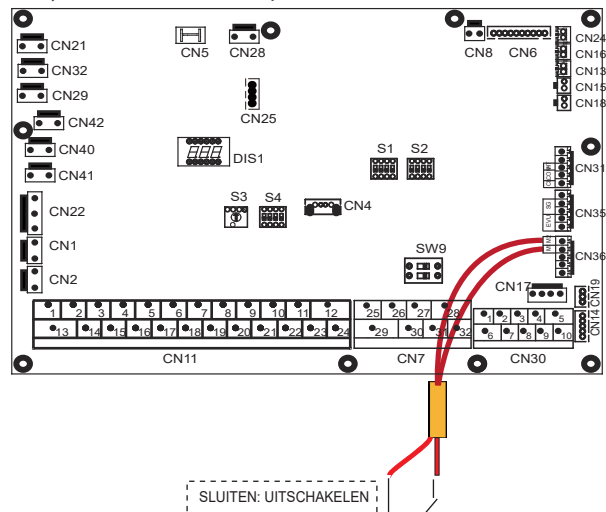 CN21
CN32
CN29
CN42
CN40
CN41
CN22
CN1
CN2
CN5
CN28
CN25
DIS1
S1
S2
S3
S4
CN4
SW9
CN8
CN6
CN24
CN16
CN13
CN15
CN18
CN31
CN35
SG
EVU
CN36
M1 M2
CN17
CN19
CN14
1 2 3 4 5 6 7 8 9 10 11 12
13 14 15 16 17 18 19 20 21 22 23 24
CN11
25 26 27 28
29 30 31 32
CN7
1 2 3 4 5
6 7 8 9 10
CN30
SLUITEN: UITSCHAKELEN